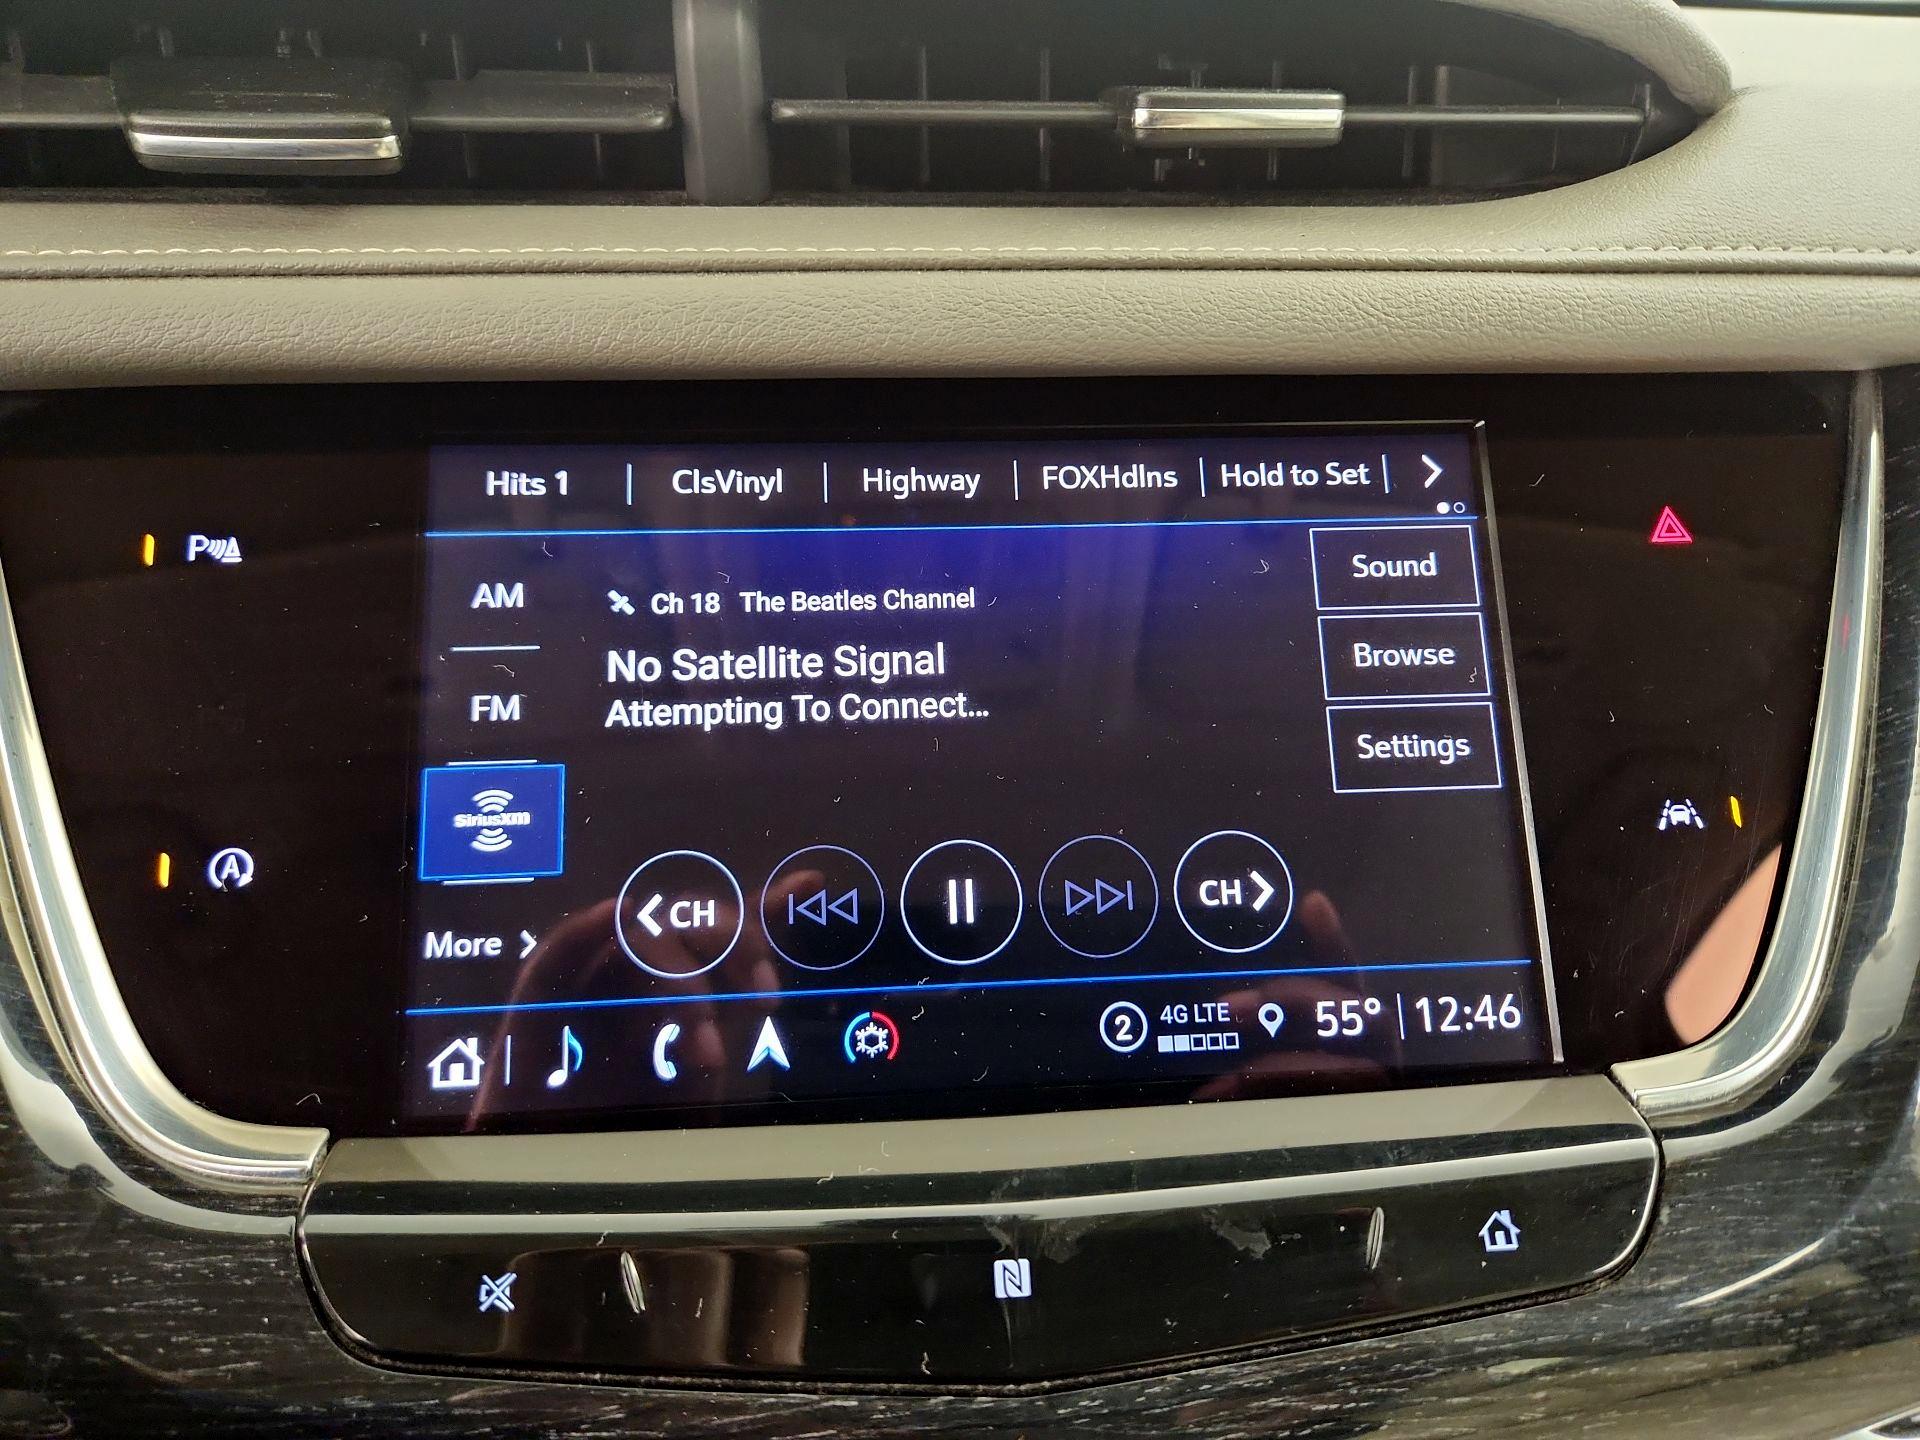 Hits 1
ClsVinyl
Highway
FOXHdlns
Hold to Set
Sound
AM
Ch 18 The Beatles Channel
Browse
No Satellite Signal
FM
Attempting To Connect...
Settings
SiriusXM
<CH
CH>
More >
2
4G LTE
55°
12:46
P
A
N